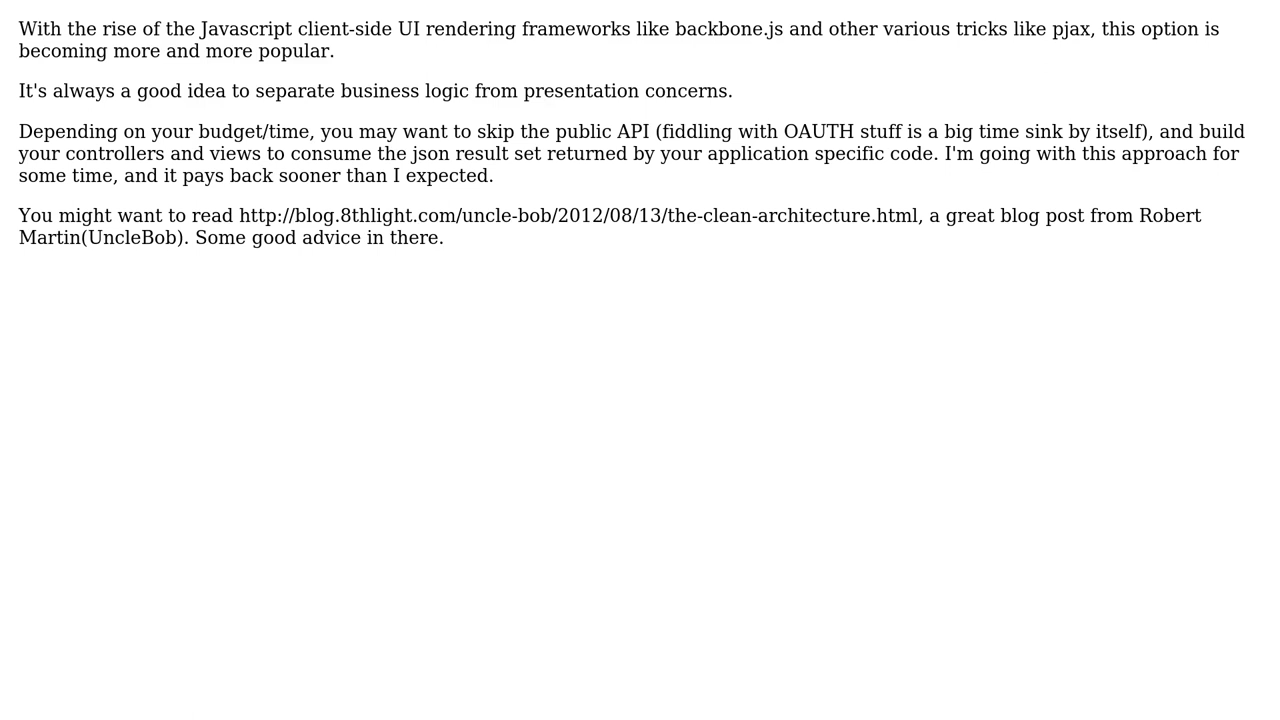 With the rise of the Javascript client-side UI rendering frameworks like backbone.js and other various tricks like pjax, this option is
becoming more and more popular.
It's always a good idea to separate business logic from presentation concerns.
Depending on your budget/time, you may want to skip the public API (fiddling with OAUTH stuff is a big time sink by itself), and build
your controllers and views to consume the json result set returned by your application specific code. I'm going with this approach for
some time, and it pays back sooner than I expected.
You might want to read http://blog.8thlight.com/uncle-bob/2012/08/13/the-clean-architecture.html, a great blog post from Robert
Martin(UncleBob). Some good advice in there.